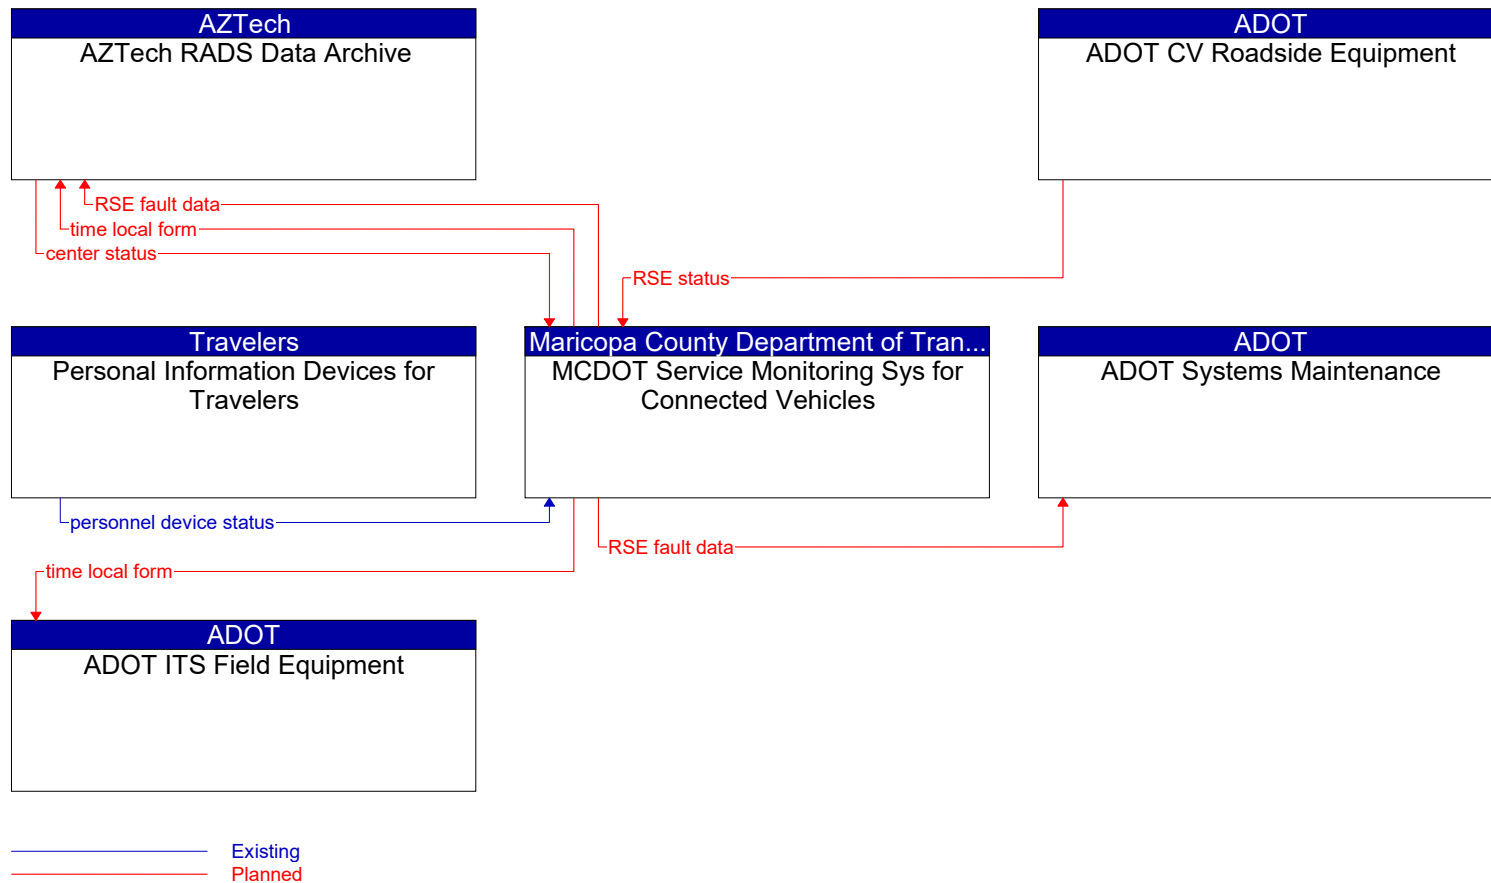 AZTech
AZTech RADS Data Archive
ADOT
ADOT CV Roadside Equipment
RSE fault data
time local form
center status
RSE status
Travelers
Personal Information Devices for
Travelers
Maricopa County Department of Tran...
MCDOT Service Monitoring Sys for
Connected Vehicles
ADOT
ADOT Systems Maintenance
personnel device status
RSE fault data
time local form
ADOT
ADOT ITS Field Equipment
Existing
Planned